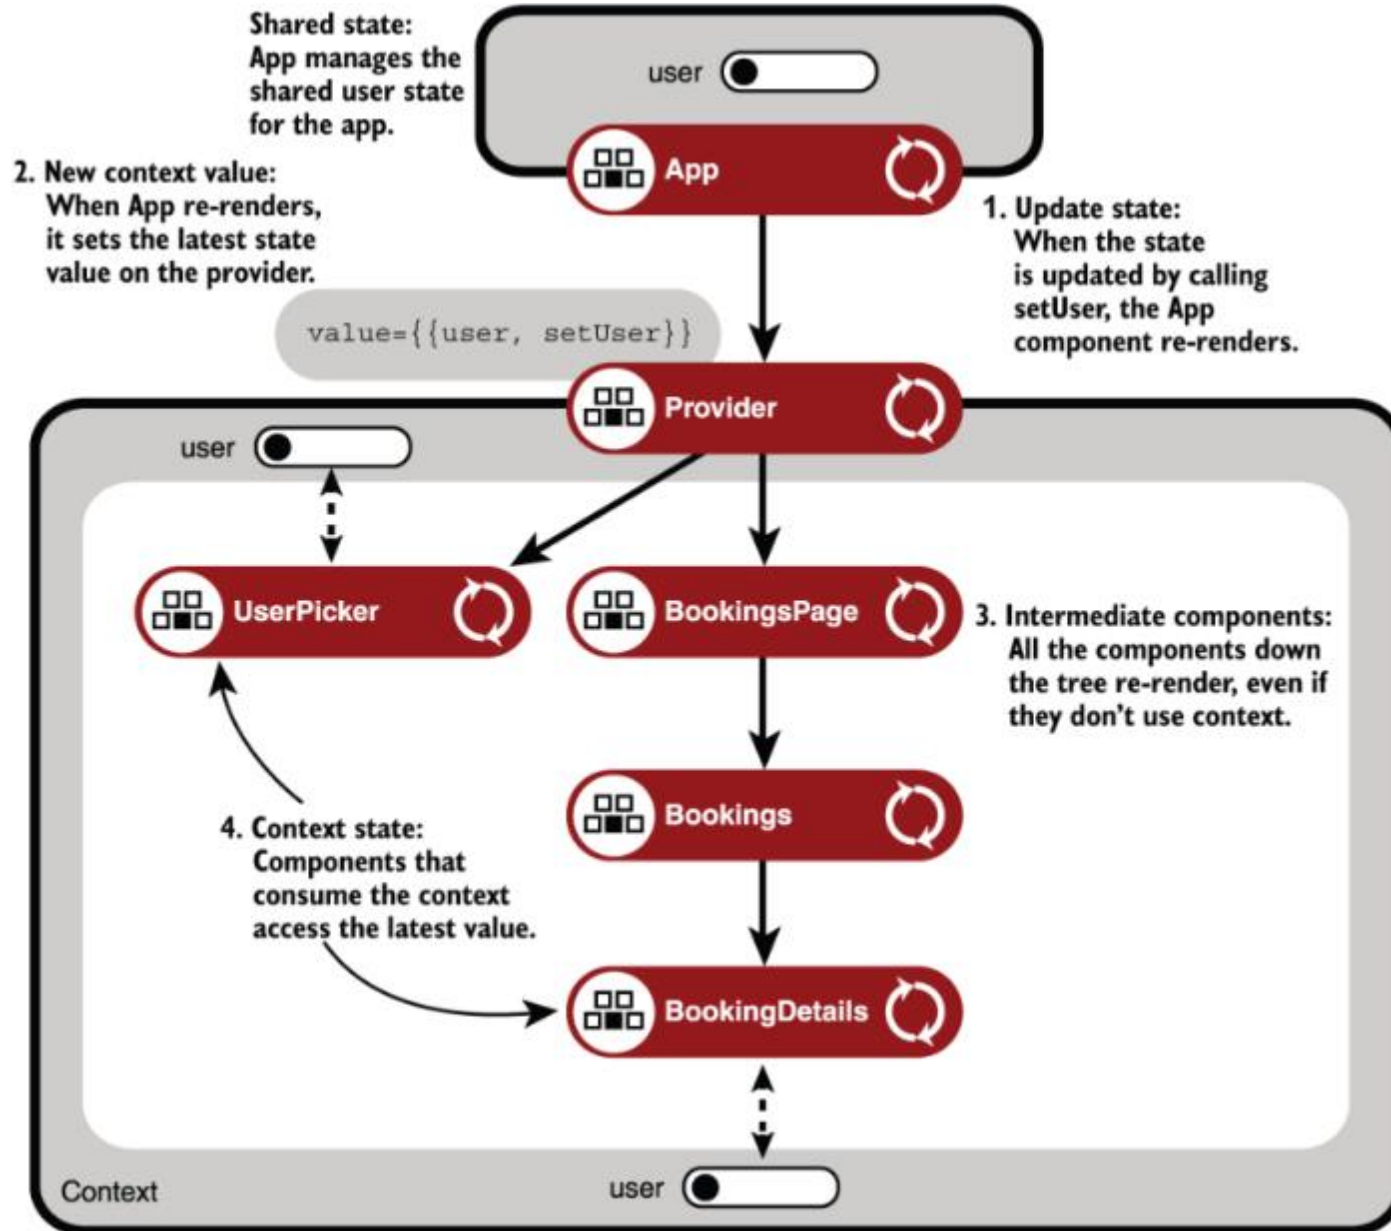 Shared state:
App manages the
shared user state
for the app.
user
App
2. New context value:
When App re-renders,
it sets the latest state
value on the provider.
1. Update state:
When the state
is updated by calling
setUser, the App
component re-renders.
value={{user, setUser}}
Provider
user
UserPicker
BookingsPage
3. Intermediate components:
All the components down
the tree re-render, even if
they don't use context.
Bookings
4. Context state:
Components that
consume the context
access the latest value.
BookingDetails
Context
user